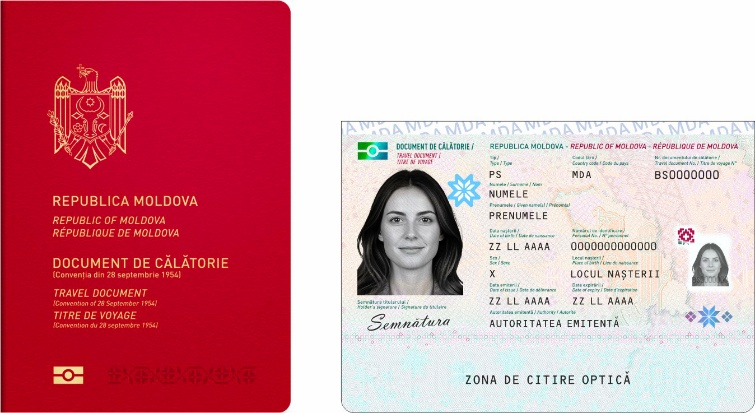 REPUBLICA MOLDOVA
REPUBLIC OF MOLDOVA
RÉPUBLIQUE DE MOLDOVA
DOCUMENT DE CĂLĂTORIE
(Convenția din 28 septembrie 1954)
TRAVEL DOCUMENT
(Convention of 28 September 1954)
TITRE DE VOYAGE
(Convention du 28 septembre 1954)
MDA MDA MDA MDA MDA MDA
DOCUMENT DE CĂLĂTORIE /
TRAVEL DOCUMENT /
TITRE DE VOYAGE
REPUBLICA MOLDOVA - REPUBLIC OF MOLDOVA - RÉPUBLIQUE DE MOLDOVA
Tip /
Type / Type
Codul țării /
Country code / Code du pays
Nr. documentului de călătorie /
Travel document No. / Titre de voyage N°
PS MDA BS0000000
Numele / Surname / Nom
NUMELE
Prenumele / Given name(s) / Prénom(s)
PRENUMELE
Data nașterii /
Date of birth / Date de naissance
Personal No. / N° personnel
ZZ LL AAAA 0000000000000
Sex /
Sex / Sexe
Locul nașterii /
Place of birth / Lieu de naissance
X LOCUL NAȘTERII
Data emiterii /
Date of issue / Date de délivrance
Data expirării /
Date of expiry / Date d'expiration
ZZ LL AAAA ZZ LL AAAA
Autoritatea emitentă / Authority / Autorité
AUTORITATEA EMITENTĂ
Semnătura titularului /
Holder's signature / Signature du titulaire
Semnătura
ZONA DE CITIRE OPTICĂ